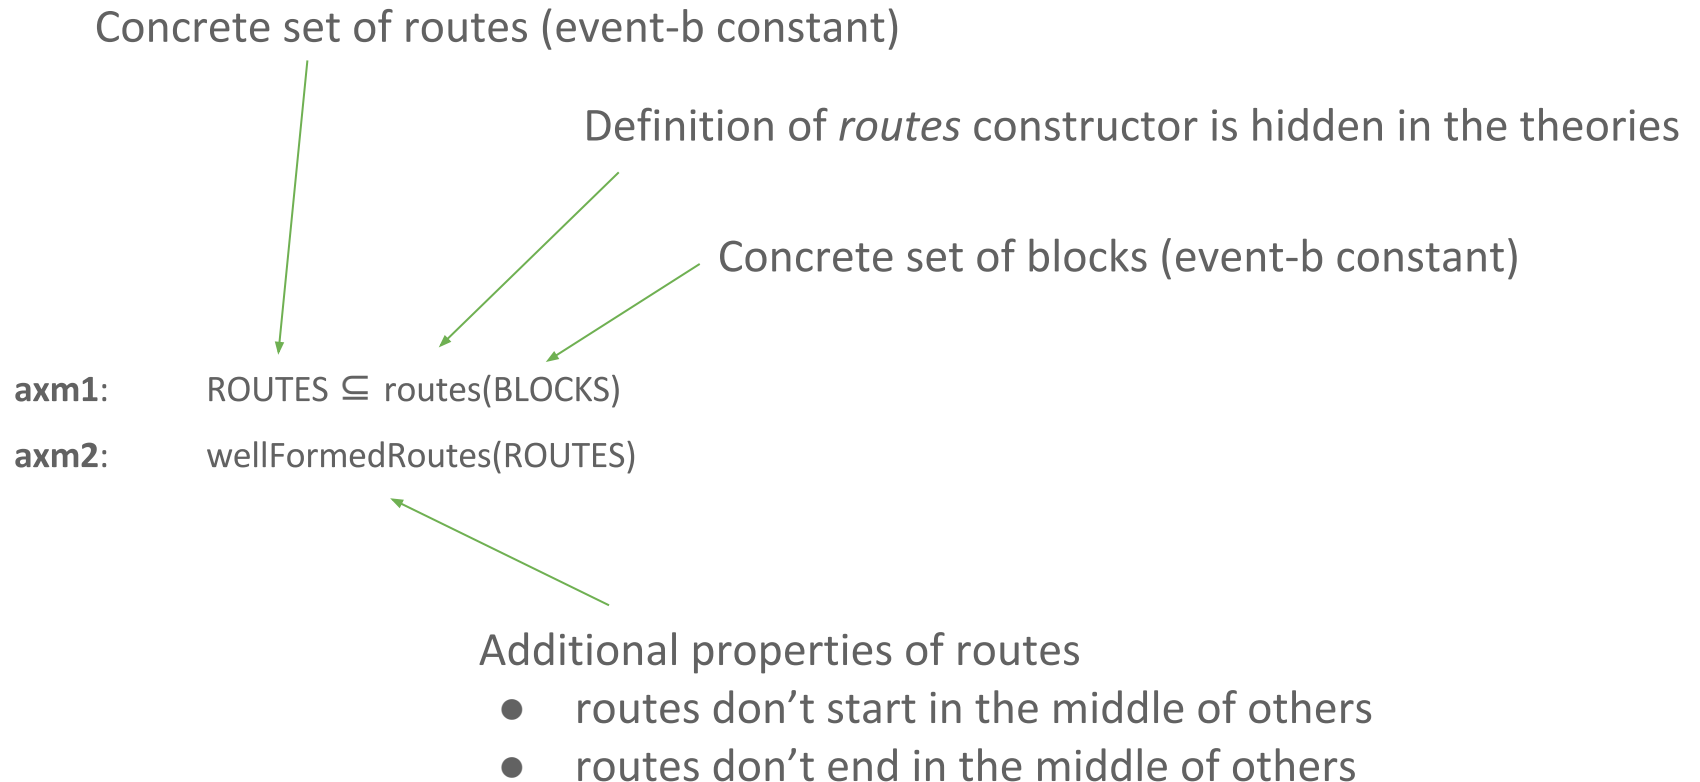 Concrete set of routes (event-b constant)
Definition of routes constructor is hidden in the theories
Concrete set of blocks (event-b constant)
axm1: ROUTES ⊆ routes(BLOCKS)
axm2: wellFormedRoutes(ROUTES)
Additional properties of routes
● routes don’t start in the middle of others
● routes don’t end in the middle of others